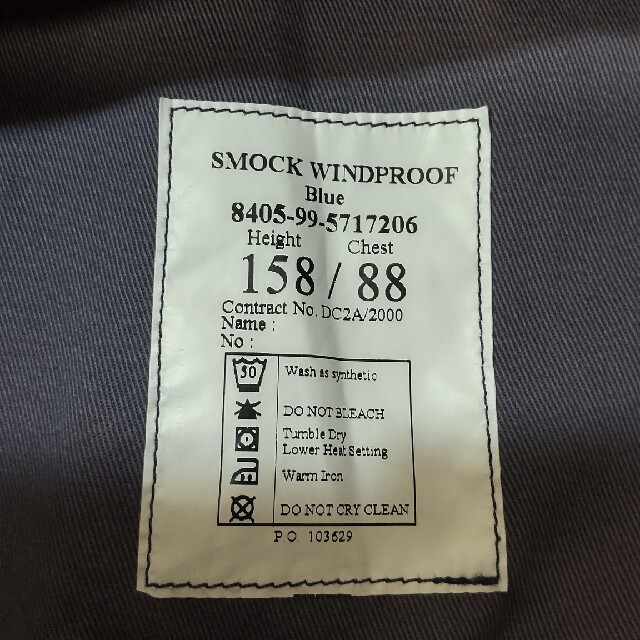 SMOCK WINDPROOF
Blue
8405-99-5717206
Height Chest
158 / 88
Contract No. DC2A/2000
Name :
No :
50 Wash as synthetic
DO NOT BLEACH
Tumble Dry
Lower Heat Setting
Warm Iron
DO NOT CRY CLEAN
P.O. 103629